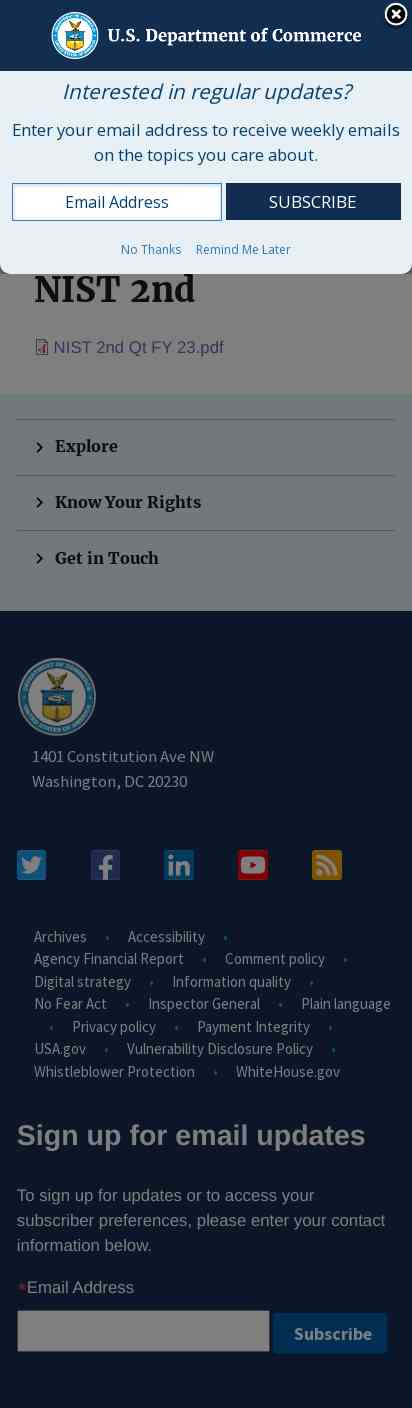 U.S. Department of Commerce
Interested in regular updates?
Enter your email address to receive weekly emails
on the topics you care about.
Email Address SUBSCRIBE
No Thanks Remind Me Later
NIST 2nd
NIST 2nd Qt FY 23.pdf
Explore
Know Your Rights
Get in Touch
1401 Constitution Ave NW
Washington, DC 20230
Archives • Accessibility •
Agency Financial Report • Comment policy •
Digital strategy • Information quality •
No Fear Act • Inspector General • Plain language
• Privacy policy • Payment Integrity •
USA.gov • Vulnerability Disclosure Policy •
Whistleblower Protection • WhiteHouse.gov
Sign up for email updates
To sign up for updates or to access your
subscriber preferences, please enter your contact
information below.
*Email Address
Subscribe